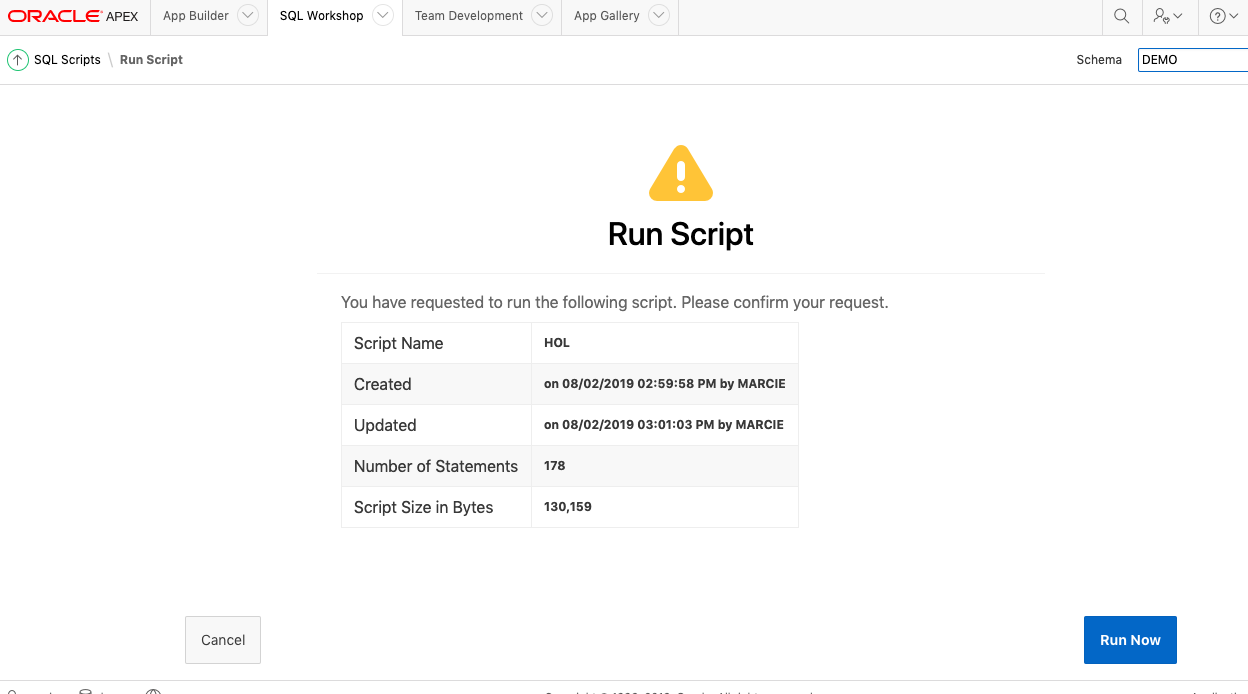 ORACLE APEX App Builder SQL Workshop Team Development App Gallery
SQL Scripts \ Run Script Schema DEMO
Run Script
You have requested to run the following script. Please confirm your request.
Script Name HOL
Created on 08/02/2019 02:59:58 PM by MARCIE
Updated on 08/02/2019 03:01:03 PM by MARCIE
Number of Statements 178
Script Size in Bytes 130,159
Cancel Run Now